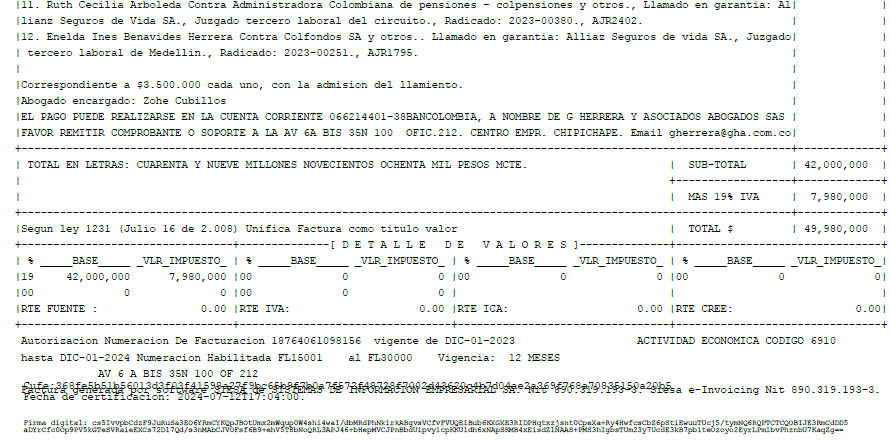 11. Ruth Cecilia Arboleda Contra Administradora Colombiana de pensiones - colpensiones y otros., Llamado en garantia: Al
lianz Seguros de Vida SA., Juzgado tercero laboral del circuito., Radicado: 2023-00380., AJR2402.
12. Enelda Ines Benavides Herrera Contra Colfondos SA y otros.. Llamado en garantia: Alliaz Seguros de vida SA., Juzgado
tercero laboral de Medellin., Radicado: 2023-00251., AJR1795.
Correspondiente a $3.500.000 cada uno, con la admision del llamiento.
Abogado encargado: Zohe Cubillos
EL PAGO PUEDE REALIZARSE EN LA CUENTA CORRIENTE 066214401-38BANCOLOMBIA, A NOMBRE DE G HERRERA Y ASOCIADOS ABOGADOS SAS
FAVOR REMITIR COMPROBANTE O SOPORTE A LA AV 6A BIS 35N 100 OFIC.212. CENTRO EMPR. CHIPICHAPE. Email gherrera@gha.com.co
TOTAL EN LETRAS: CUARENTA Y NUEVE MILLONES NOVECIENTOS OCHENTA MIL PESOS MCTE. | SUB-TOTAL | 42,000,000 |
| MAS 19% IVA | 7,980,000 |
Segun ley 1231 (Julio 16 de 2.008) Unifica Factura como titulo valor | TOTAL $ | 49,980,000 |
[ D E T A L L E D E V A L O R E S ]
| % _____BASE_____ _VLR_IMPUESTO_ | % _____BASE_____ _VLR_IMPUESTO_ | % _____BASE_____ _VLR_IMPUESTO_ | % _____BASE_____ _VLR_IMPUESTO_ |
|19 42,000,000 7,980,000 |00 0 0 |00 0 0 |00 0 0 |
|00 0 0 |00 0 0 | | |
|RTE FUENTE : 0.00 |RTE IVA: 0.00 |RTE ICA: 0.00 |RTE CREE: 0.00|
Autorizacion Numeracion De Facturacion 18764061098156 vigente de DIC-01-2023 ACTIVIDAD ECONOMICA CODIGO 6910
hasta DIC-01-2024 Numeracion Habilitada FL15001 al FL30000 Vigencia: 12 MESES
AV 6 A BIS 35N 100 OF 212
Factura generada por software SIESA de SISTEMAS DE INFORMACION EMPRESARIAL SA. Nit 890.319.193-3. Siesa e-Invoicing Nit 890.319.193-3.
Fecha de certificacion: 2024-07-12T17:04:00.
Firma digital: